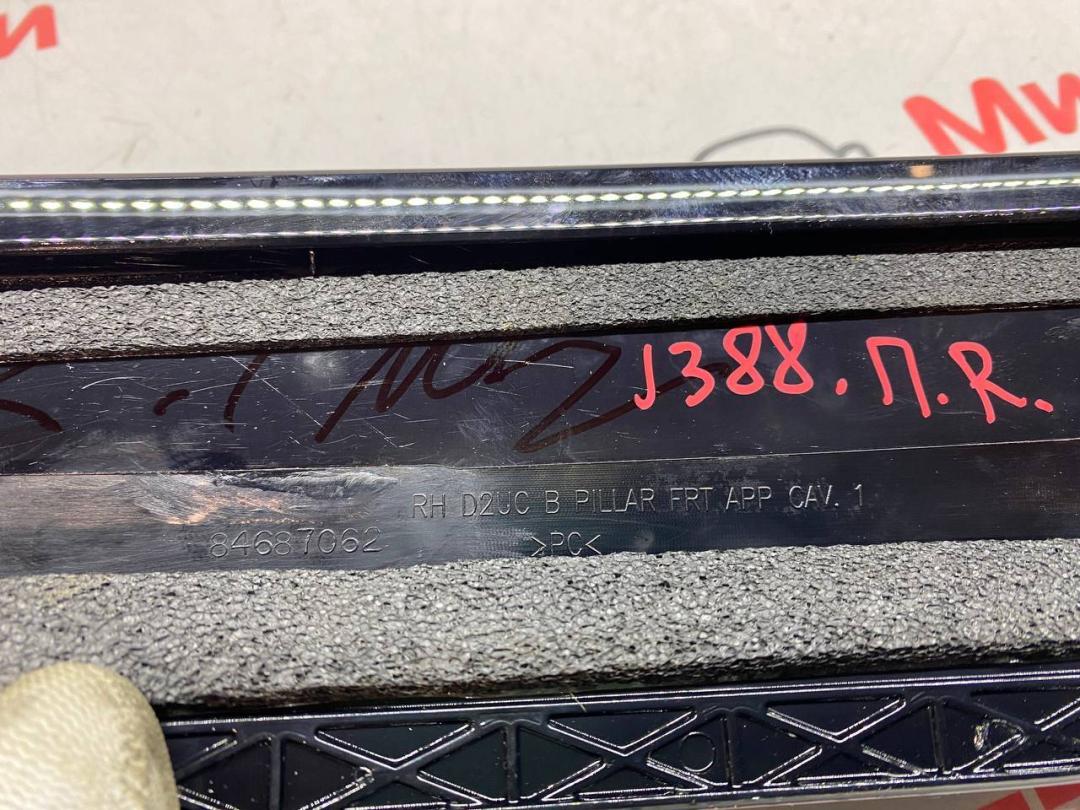 Ми
J388. П. R.
RH D2UC B PILLAR FRT APP CAV. 1
84687062 >PC<